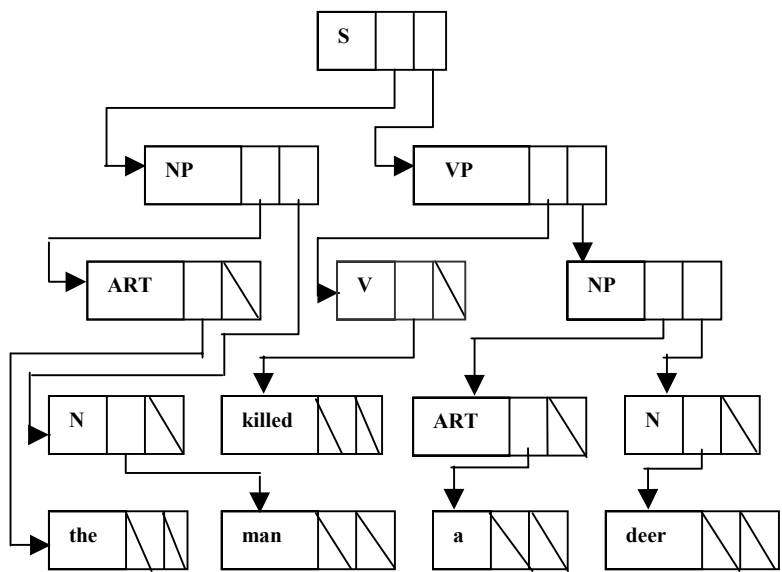 S
NP VP
ART V NP
N killed ART N
the man a deer